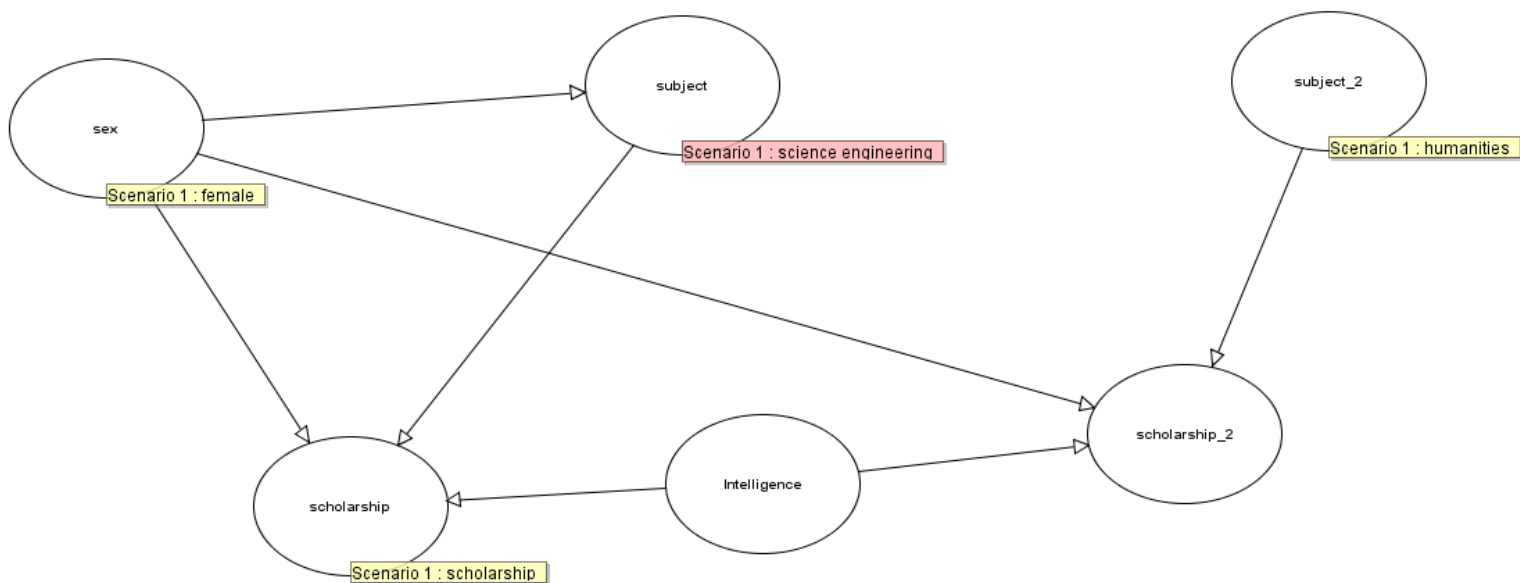 subject
subject_2
sex
Scenario 1 : science engineering
Scenario 1 : humanities
Scenario 1 : female
scholarship_2
Intelligence
scholarship
Scenario 1 : scholarship